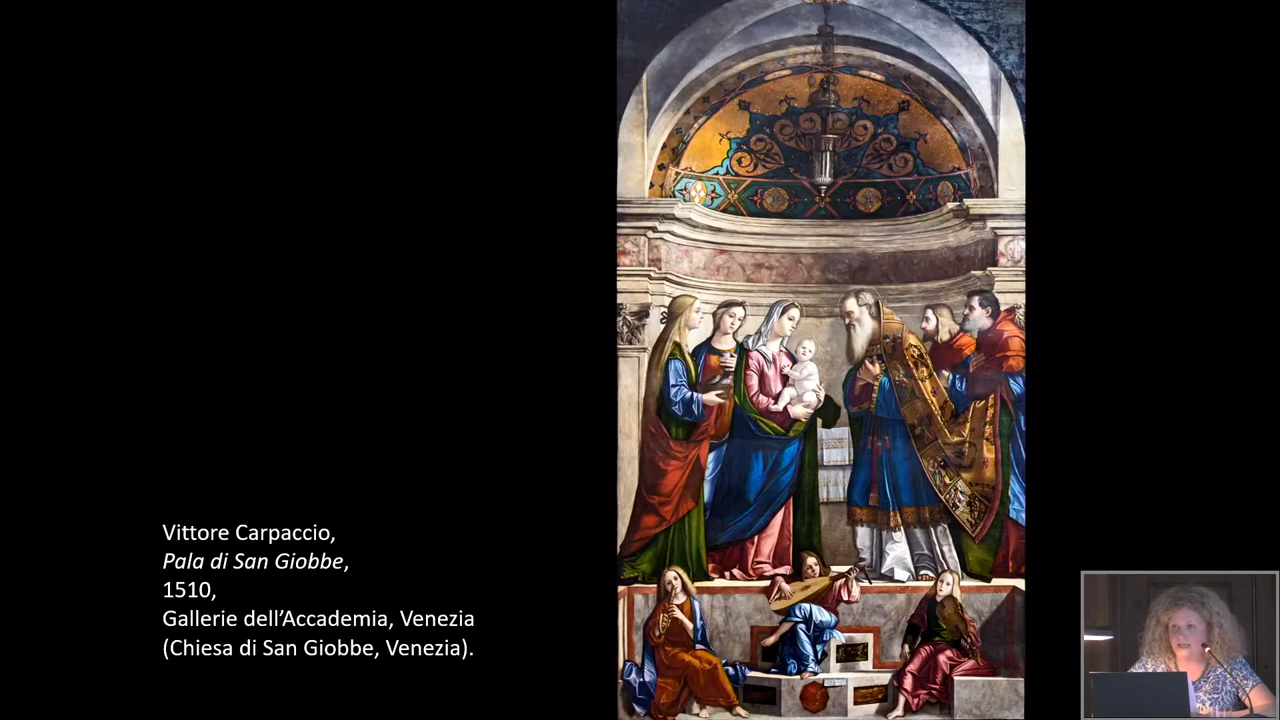 Vittore Carpaccio,
Pala di San Giobbe,
1510,
Gallerie dell’Accademia, Venezia
(Chiesa di San Giobbe, Venezia).